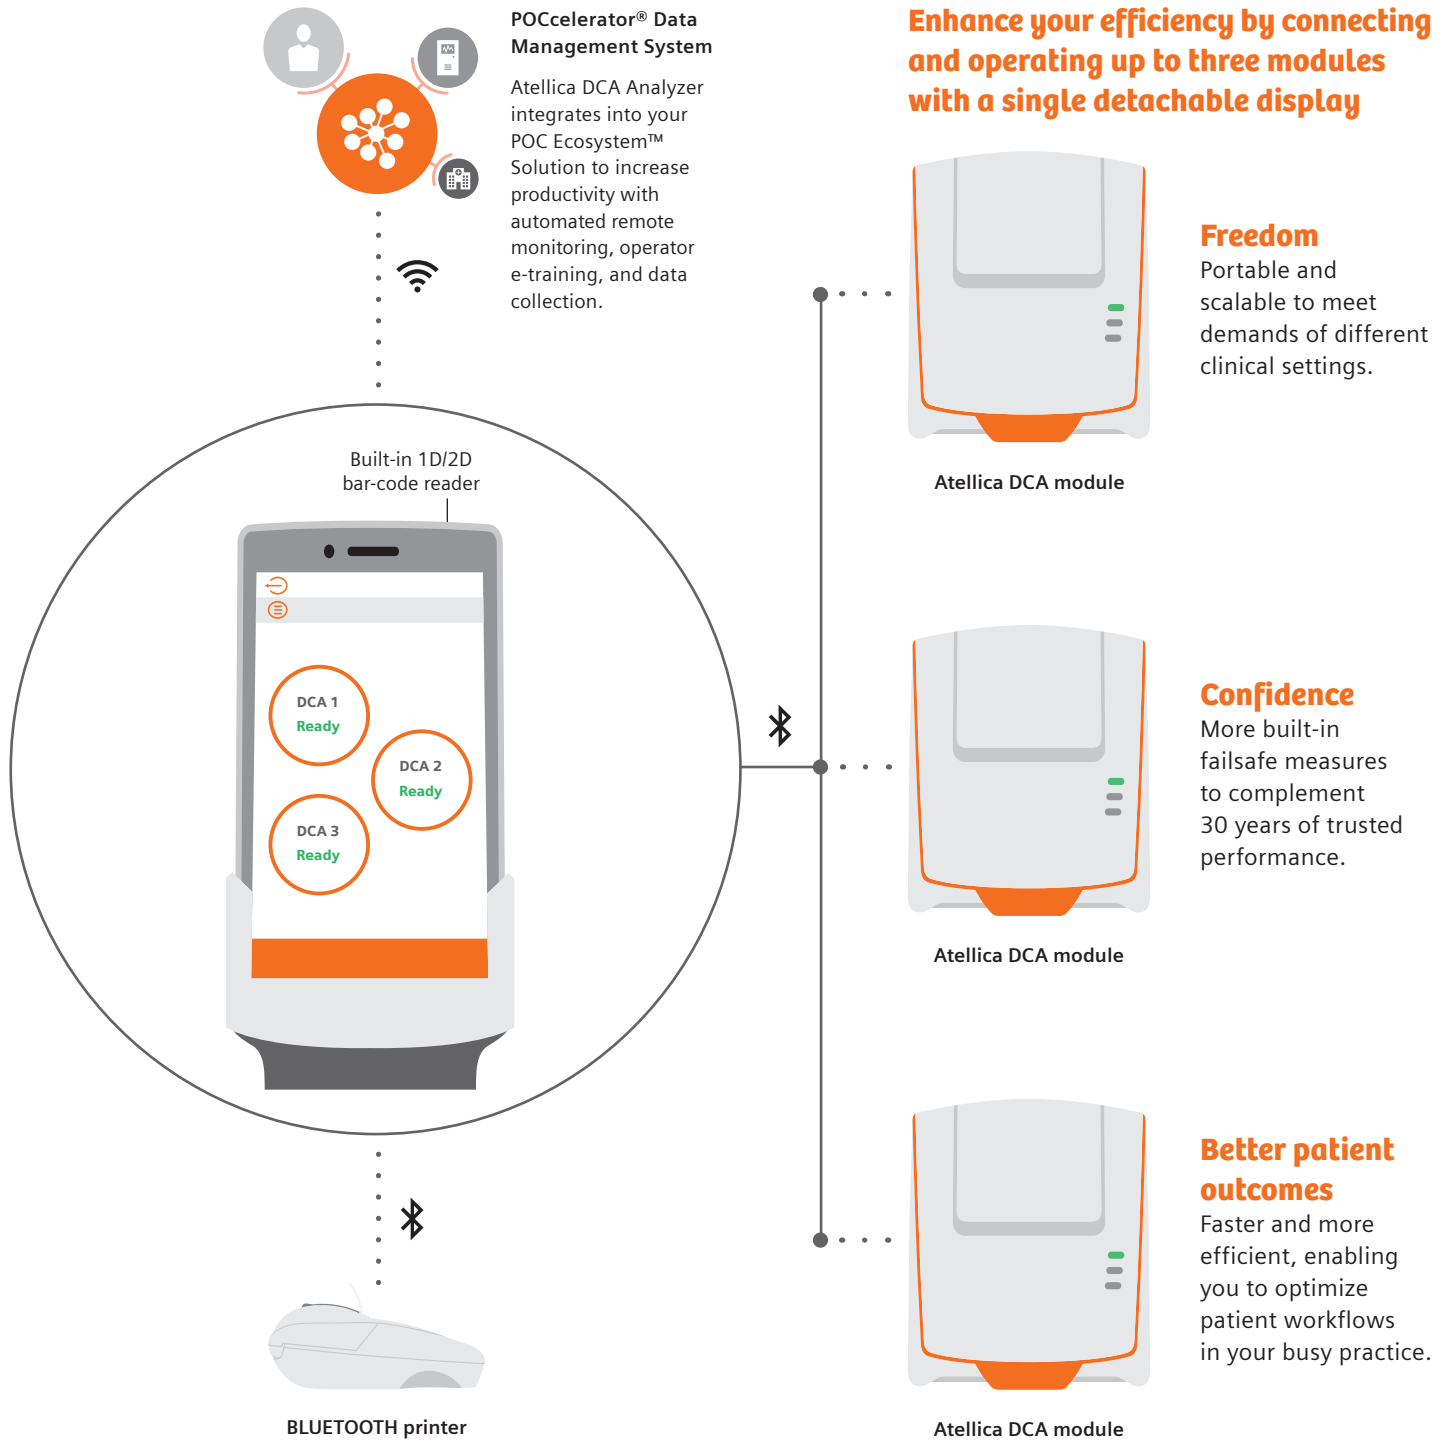 POCcelerator® Data
Management System
Atellica DCA Analyzer
integrates into your
POC Ecosystem™
Solution to increase
productivity with
automated remote
monitoring, operator
e-training, and data
collection.
Enhance your efficiency by connecting
and operating up to three modules
with a single detachable display
Freedom
Portable and
scalable to meet
demands of different
clinical settings.
Atellica DCA module
Built-in 1D/2D
bar-code reader
DCA 1
Ready
DCA 2
Ready
DCA 3
Ready
Confidence
More built-in
failsafe measures
to complement
30 years of trusted
performance.
Atellica DCA module
Better patient
outcomes
Faster and more
efficient, enabling
you to optimize
patient workflows
in your busy practice.
BLUETOOTH printer
Atellica DCA module